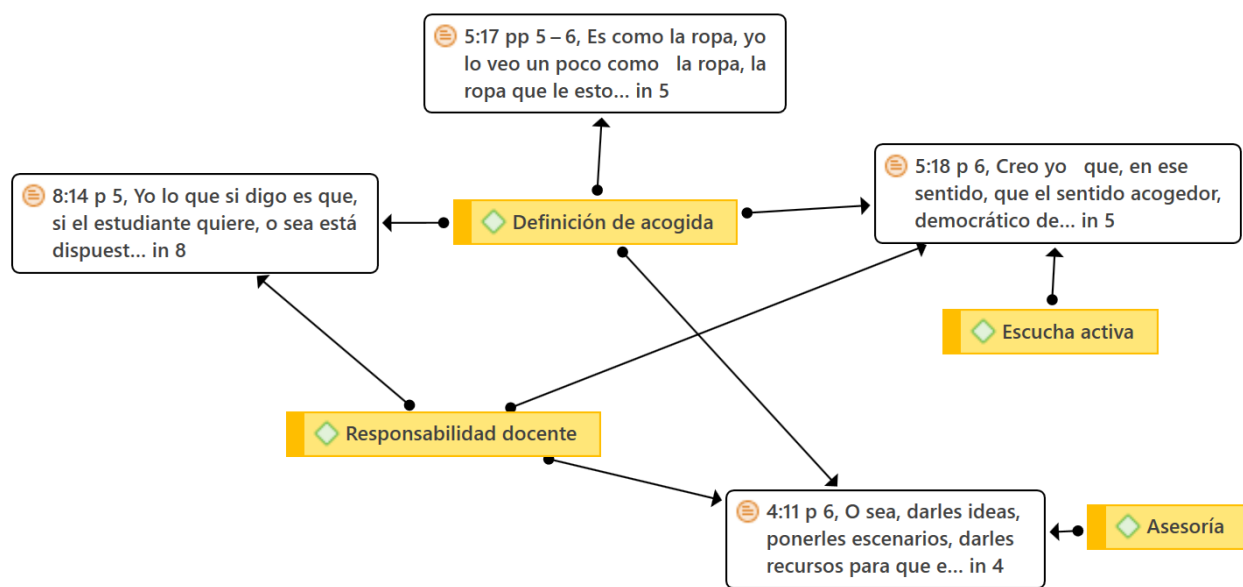 5:17 pp 5 – 6, Es como la ropa, yo
lo veo un poco como la ropa, la
ropa que le esto... in 5
5:18 p 6, Creo yo que, en ese
sentido, que el sentido acogedor,
democrático de... in 5
8:14 p 5, Yo lo que si digo es que,
si el estudiante quiere, o sea está
dispuest... in 8
Definición de acogida
Escucha activa
Responsabilidad docente
4:11 p 6, O sea, darles ideas,
ponerles escenarios, darles
recursos para que e... in 4
Asesoría